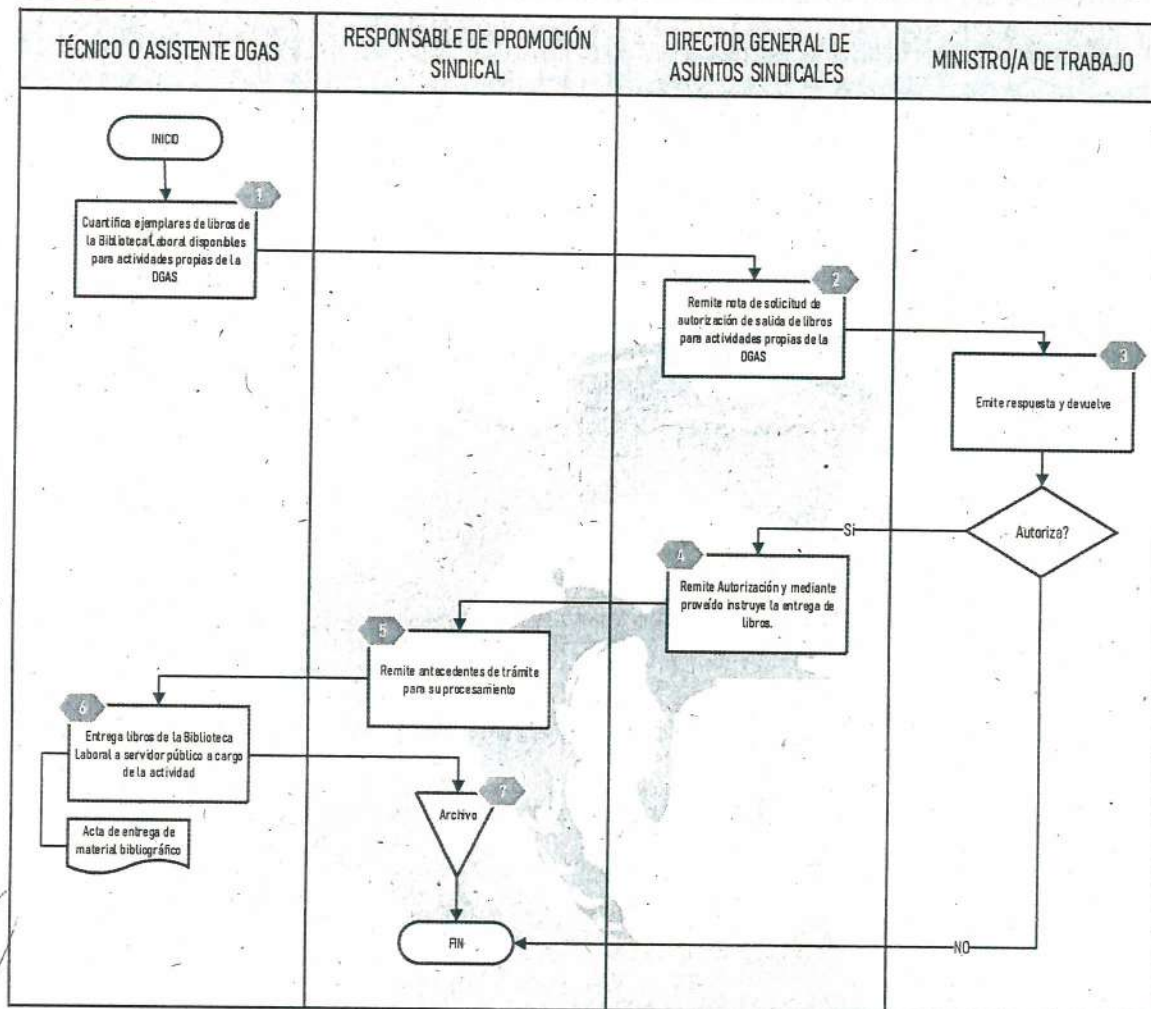 TÉCNICO O ASISTENTE DGAS
RESPONSABLE DE PROMOCIÓN
SINDICAL
DIRECTOR GENERAL DE
ASUNTOS SINDICALES
MINISTRO/A DE TRABAJO
INICIO
1
Cuantifica ejemplares de libros de
la Biblioteca Laboral disponibles
para actividades propias de la
DGAS
2
Remite nota de solicitud de
autorización de salida de libros
para actividades propias de la
DGAS
3
Emite respuesta y devuelve
Autoriza?
Si
4
Remite Autorización y mediante
proveído instruye la entrega de
libros.
5
Remite antecedentes de trámite
para su procesamiento
6
Entrega libros de la Biblioteca
Laboral a servidor público a cargo
de la actividad
Acta de entrega de
material bibliográfico
7
Archivo
FIN
NO